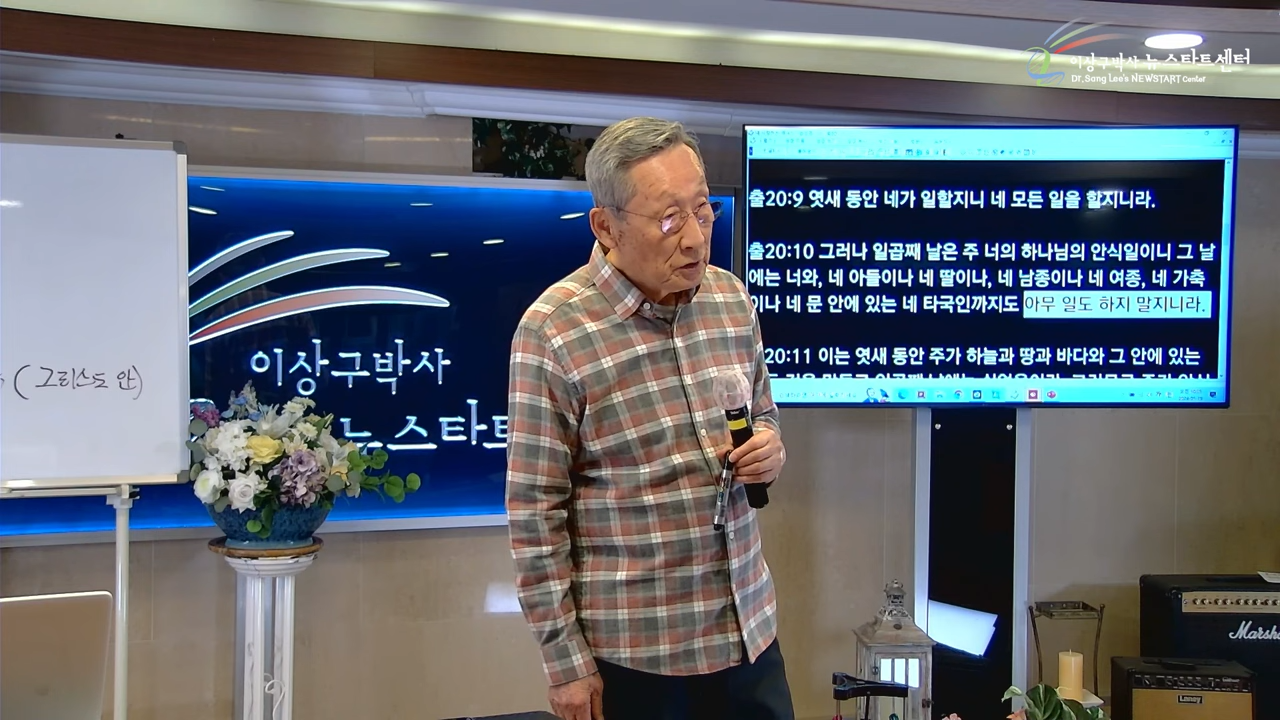 이상구박사 뉴스타트센터
Dr. Sang Lee's NEWSTART Center
출20:9 엿새 동안 네가 일할지니 네 모든 일을 할지니라.
출20:10 그러나 일곱째 날은 주 너의 하나님의 안식일이니 그 날
에는 너와, 네 아들이나 네 딸이나, 네 남종이나 네 여종, 네 가축
이나 네 문 안에 있는 네 타국인까지도 아무 일도 하지 말지니라.
20:11 이는 엿새 동안 주가 하늘과 땅과 바다와 그 안에 있는
(그리스도 안)
이상구박사
뉴스타트
Marsh
Laney